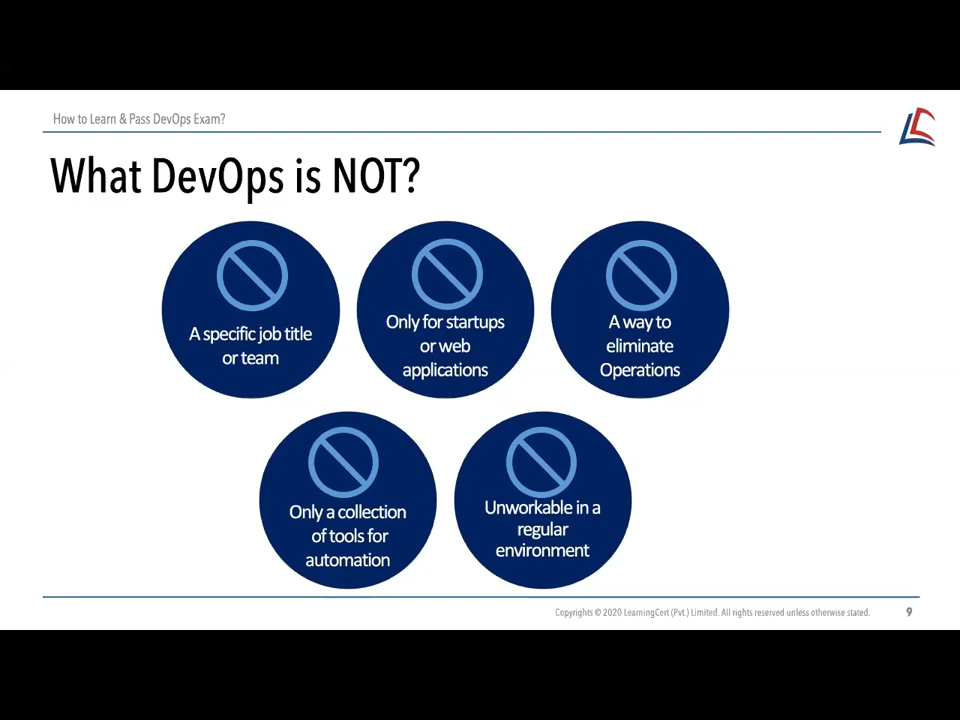 How to Learn & Pass DevOps Exam?
What DevOps is NOT?
A specific job title
or team
Only for startups
or web
applications
A way to
eliminate
Operations
Only a collection
of tools for
automation
Unworkable in a
regular
environment
Copyrights © 2020 LearningCert (Pvt.) Limited. All rights reserved unless otherwise stated.
9